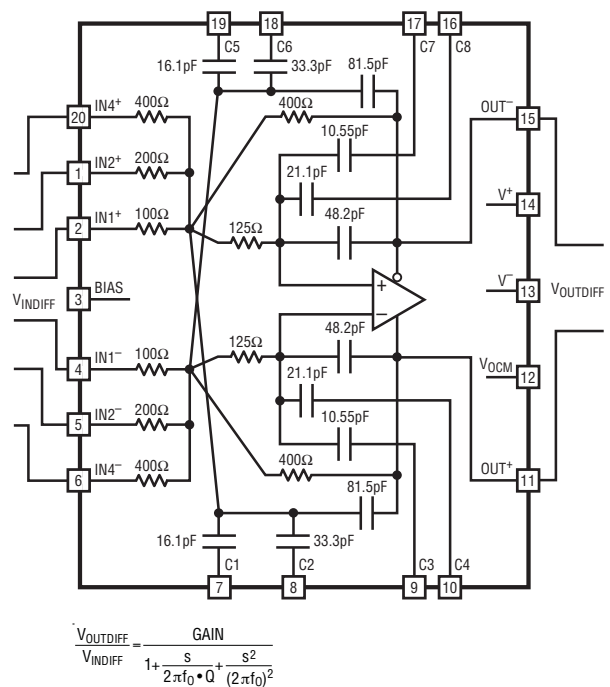 19 18 17 16
C5 C6 C7 C8
16.1pF 33.3pF 81.5pF
IN4+ 400Ω 400Ω OUT−
20 15
10.55pF
IN2+ 200Ω 21.1pF
1 V+ 14
IN1+ 100Ω 125Ω 48.2pF
2
BIAS + V−
VINDIFF 3 13 VOUTDIFF
−
48.2pF
IN1− 100Ω 125Ω VOCM
4 21.1pF 12
IN2− 200Ω 10.55pF
5
IN4− 400Ω 400Ω OUT+
6 11
81.5pF
16.1pF 33.3pF
C1 C2 C3 C4
7 8 9 10
VOUTDIFF / VINDIFF = GAIN / 1+ s / 2πf0 • Q + s2 / (2πf0)2